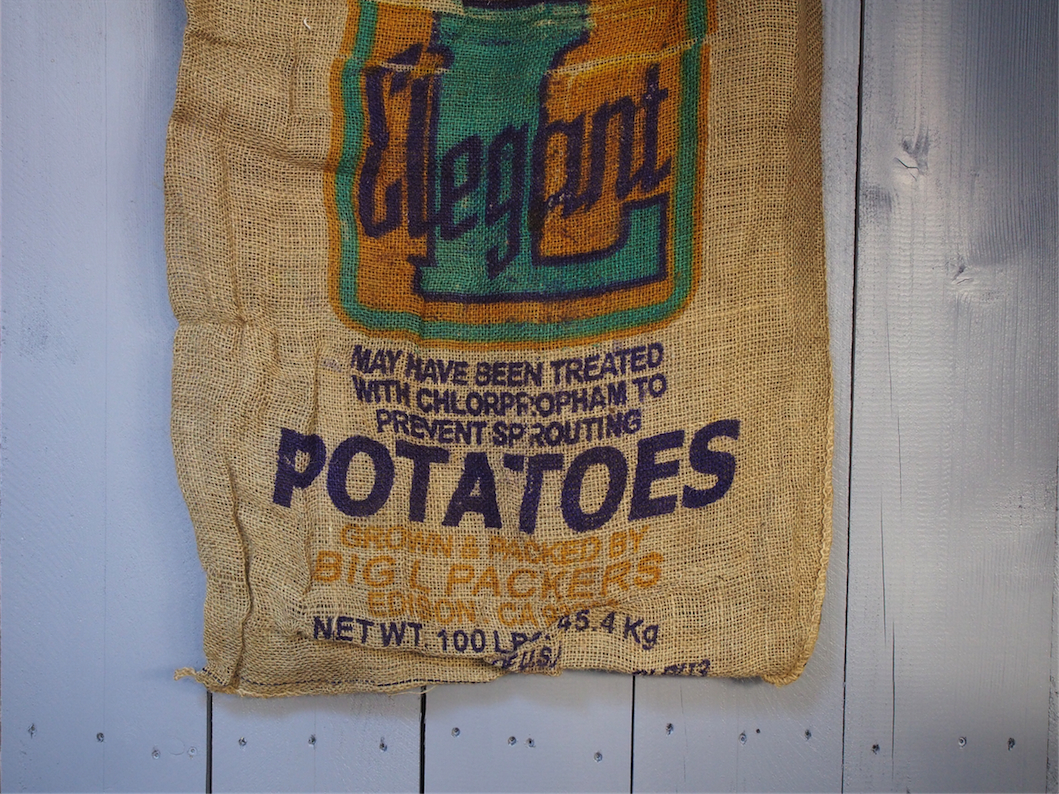 Elegant
MAY HAVE BEEN TREATED
WITH CHLORPROPHAM TO
PREVENT SPROUTING
POTATOES
GROWN & PACKED BY
BIG L PACKERS
EDISON, CA
NET WT. 100 LBS 45.4 Kg
OF U.S.